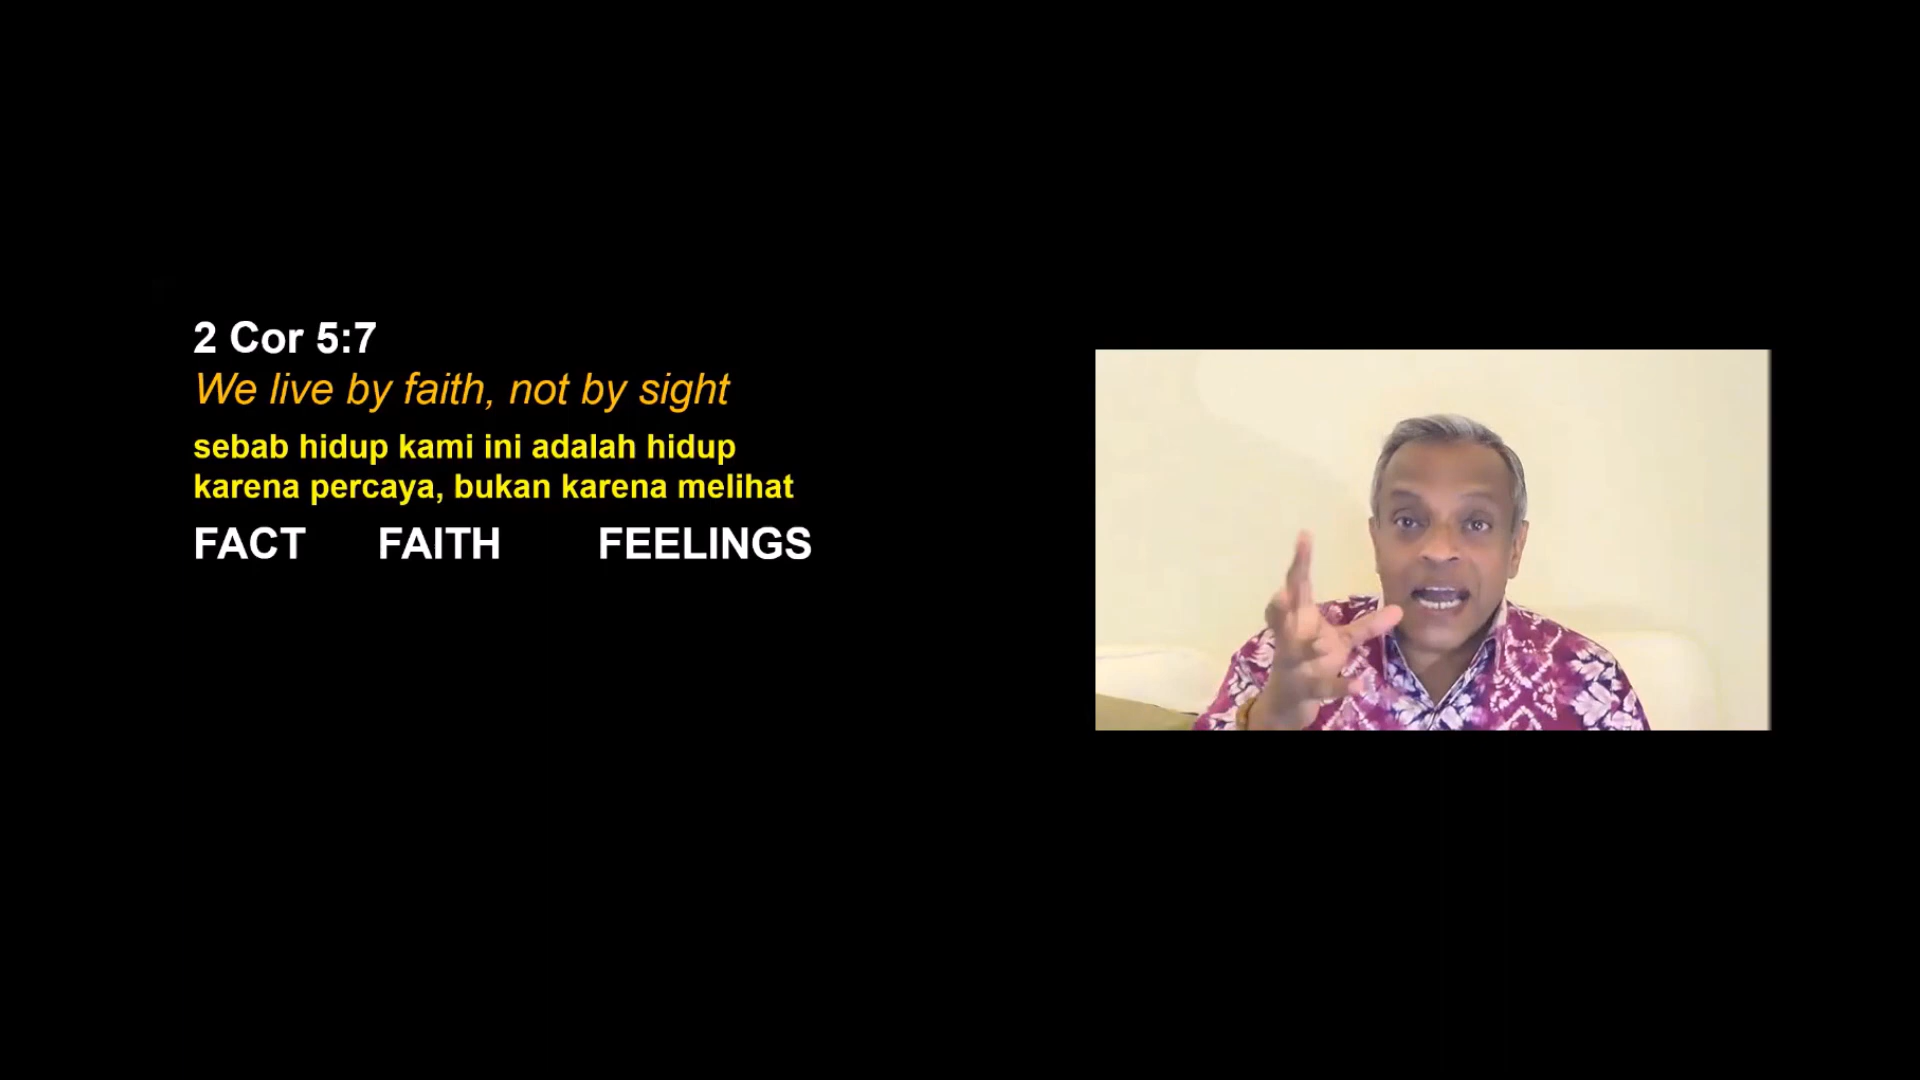 2 Cor 5:7
We live by faith, not by sight
sebab hidup kami ini adalah hidup
karena percaya, bukan karena melihat
FACT FAITH FEELINGS